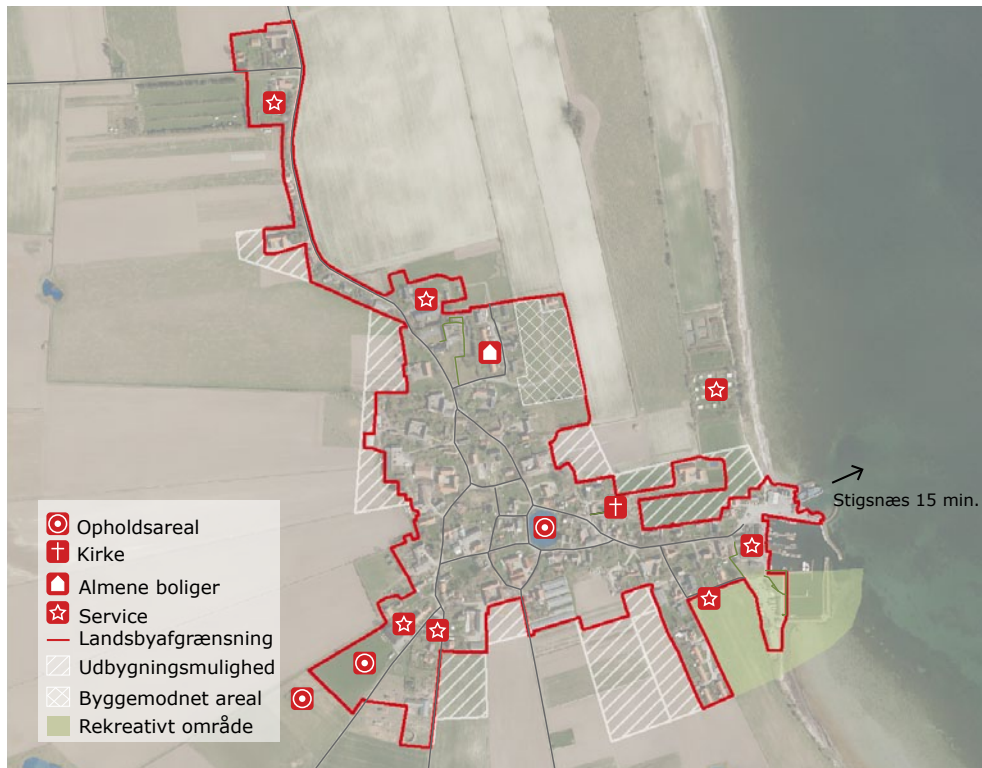 Stigsnæs 15 min.
Opholdsareal
Kirke
Almene boliger
Service
Landsbyafgrænsning
Udbygningsmulighed
Byggemodnet areal
Rekreativt område